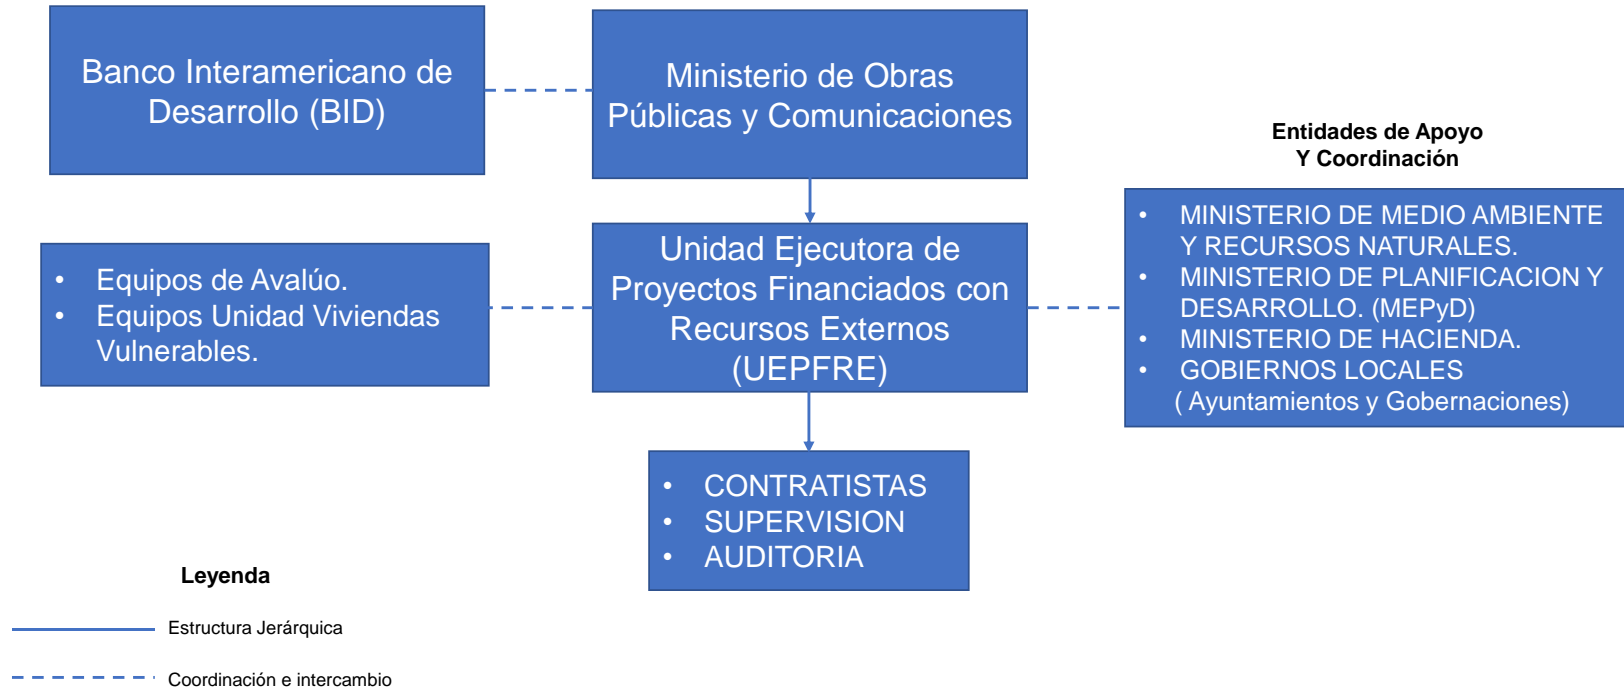 Banco Interamericano de
Desarrollo (BID)
Ministerio de Obras
Públicas y Comunicaciones
Entidades de Apoyo
Y Coordinación
• Equipos de Avalúo.
• Equipos Unidad Viviendas
Vulnerables.
Unidad Ejecutora de
Proyectos Financiados con
Recursos Externos
(UEPFRE)
• MINISTERIO DE MEDIO AMBIENTE
Y RECURSOS NATURALES.
• MINISTERIO DE PLANIFICACION Y
DESARROLLO. (MEPyD)
• MINISTERIO DE HACIENDA.
• GOBIERNOS LOCALES
( Ayuntamientos y Gobernaciones)
• CONTRATISTAS
• SUPERVISION
• AUDITORIA
Leyenda
Estructura Jerárquica
Coordinación e intercambio